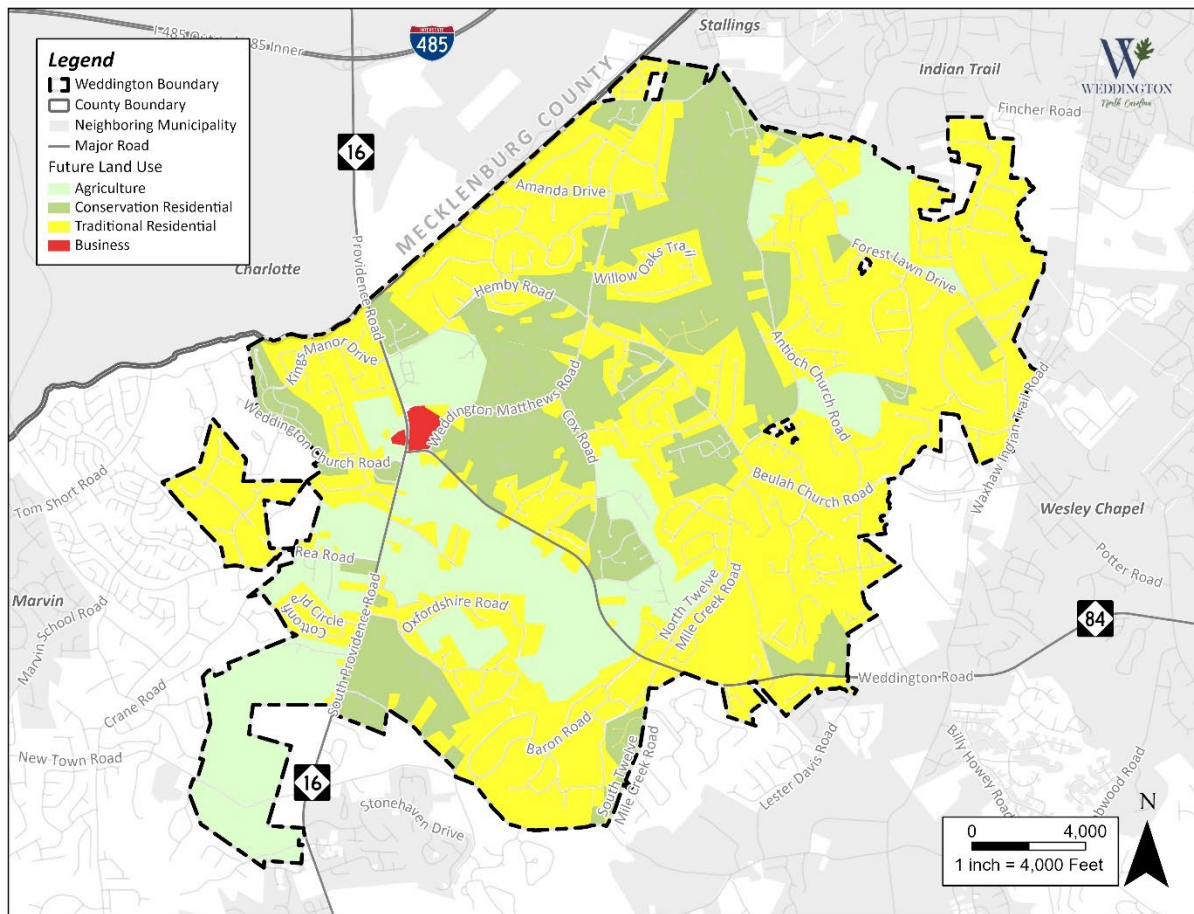 Legend
Weddington Boundary
County Boundary
Neighboring Municipality
Major Road
Future Land Use
Agriculture
Conservation Residential
Traditional Residential
Business
INTERSTATE
485
Stallings
Indian Trail
W
WEDDINGTON
North Carolina
Fincher Road
16
MECKLENBURG COUNTY
Amanda Drive
Providence Road
Charlotte
Forest Lawn Drive
Willow Oaks Trail
Hemby Road
Kings Manor Drive
Antioch Church Road
Weddington Matthews Road
Cox Road
Weddington Church Road
Waxhaw Indian Trail Road
Tom Short Road
Beulah Church Road
Wesley Chapel
Rea Road
Potter Road
Marvin
Marvin School Road
Oxfordshire Road
North Twelve
Mile Creek Road
84
South Providence Road
Weddington Road
Crane Road
Baron Road
New Town Road
16
South Twelve
Mile Creek Road
Lester Davis Road
Billy Howey Road
Stonehaven Drive
N
0 4,000
1 inch = 4,000 Feet